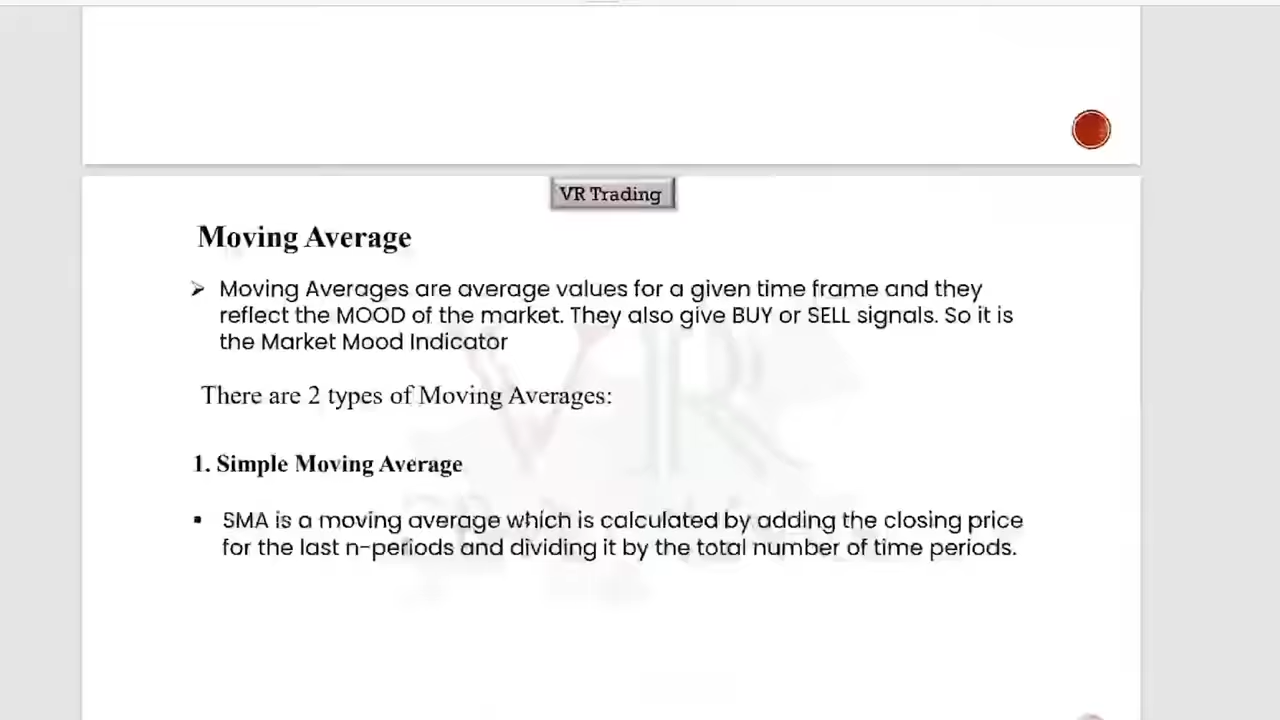 VR Trading
Moving Average
➢ Moving Averages are average values for a given time frame and they
reflect the MOOD of the market. They also give BUY or SELL signals. So it is
the Market Mood Indicator
There are 2 types of Moving Averages:
1. Simple Moving Average
▪ SMA is a moving average which is calculated by adding the closing price
for the last n-periods and dividing it by the total number of time periods.
VR